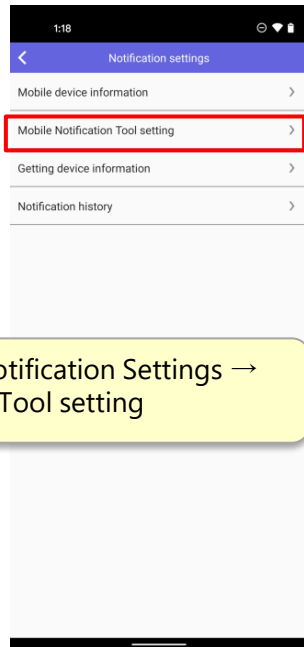 1:18
Notification settings
Mobile device information
Mobile Notification Tool setting
Getting device information
Notification history
otification Settings →
Tool setting